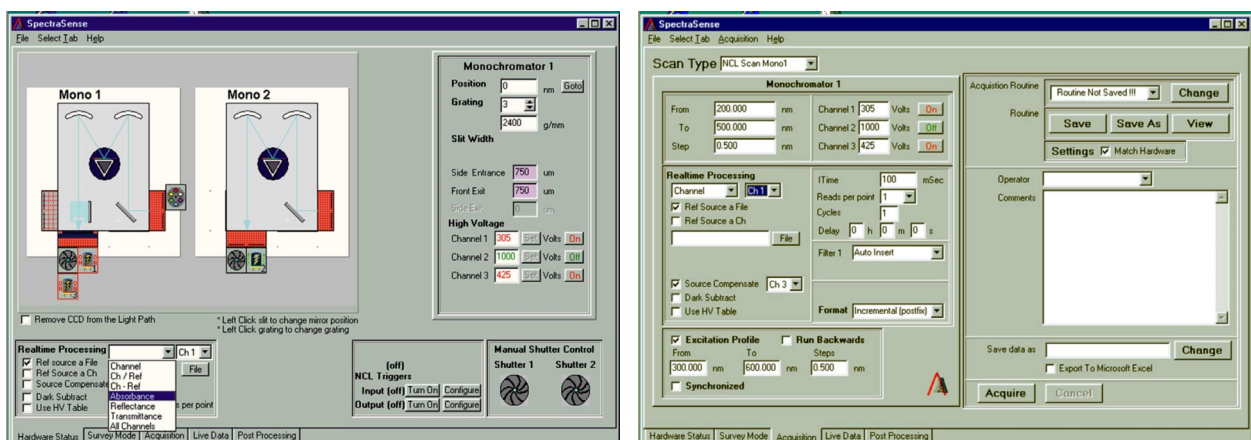 SpectraSense
File Select Tab Help
Mono 1
Mono 2
Monochromator 1
Position 0 nm Goto
Grating 3
2400 g/mm
Slit Width
Side Entrance 750 um
Front Exit 750 um
Side Exit 0 um
High Voltage
Channel 1 305 Set Volts On
Channel 2 1000 Set Volts Off
Channel 3 425 Set Volts On
Remove CCD from the Light Path
* Left Click slit to change mirror position
* Left Click grating to change grating
Realtime Processing Ch 1
Ref source a File
Ref Source a Ch
Source Compensate
Dark Subtract
Use HV Table
Channel
Ch / Ref
Ch - Ref
Absorbance
Reflectance
Transmittance
All Channels
File
s per point
(off)
NCL Triggers
Input (off) Turn On Configure
Output (off) Turn On Configure
Manual Shutter Control
Shutter 1 Shutter 2
Hardware Status Survey Mode Acquisition Live Data Post Processing
SpectraSense
File Select Tab Acquisition Help
Scan Type NCL Scan Mono1
Monochromator 1
From 200.000 nm Channel 1 305 Volts On
To 500.000 nm Channel 2 1000 Volts Off
Step 0.500 nm Channel 3 425 Volts On
Realtime Processing
Channel Ch 1
Ref Source a File
Ref Source a Ch
File
Source Compensate Ch 3
Dark Subtract
Use HV Table
ITime 100 mSec
Reads per point 1
Cycles 1
Delay 0 h 0 m 0 s
Filter 1 Auto Insert
Format Incremental (postfix)
Excitation Profile Run Backwards
From To Steps
300.000 nm 600.000 nm 0.500 nm
Synchronized
Acquistion Routine Routine Not Saved !!! Change
Routine Save Save As View
Settings Match Hardware
Operator
Comments
Save data as Change
Export To Microsoft Excel
Acquire Cancel
Hardware Status Survey Mode Acquisition Live Data Post Processing